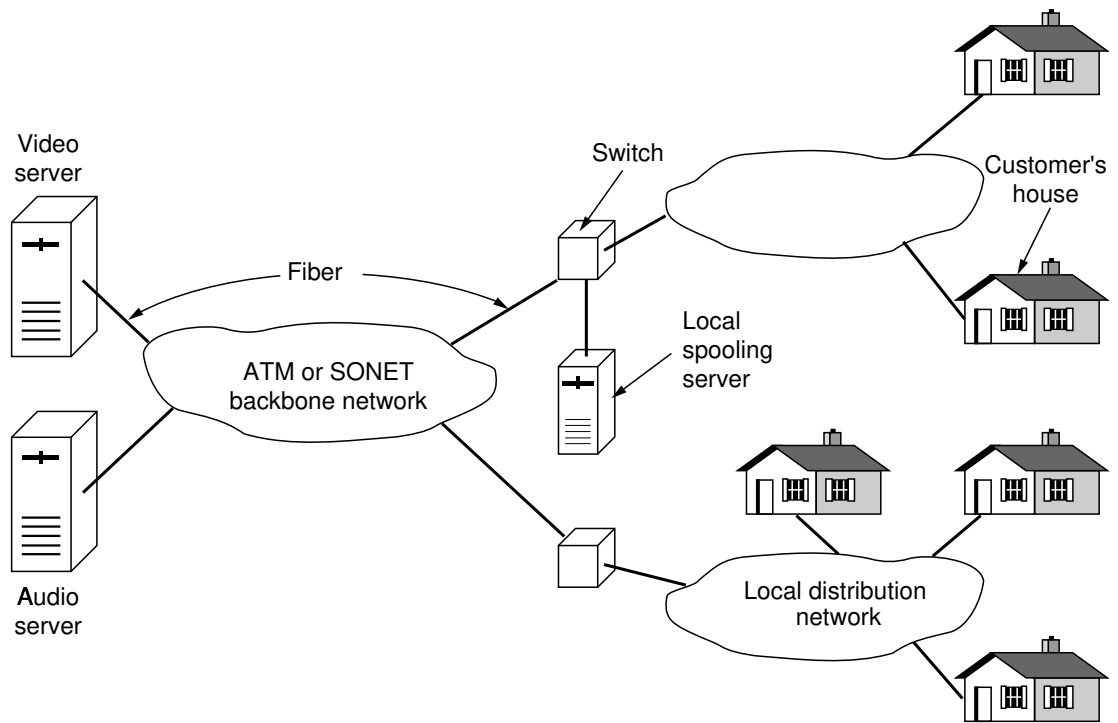 Video
server
Switch
Customer's
house
Fiber
Local
spooling
server
ATM or SONET
backbone network
Audio
server
Local distribution
network